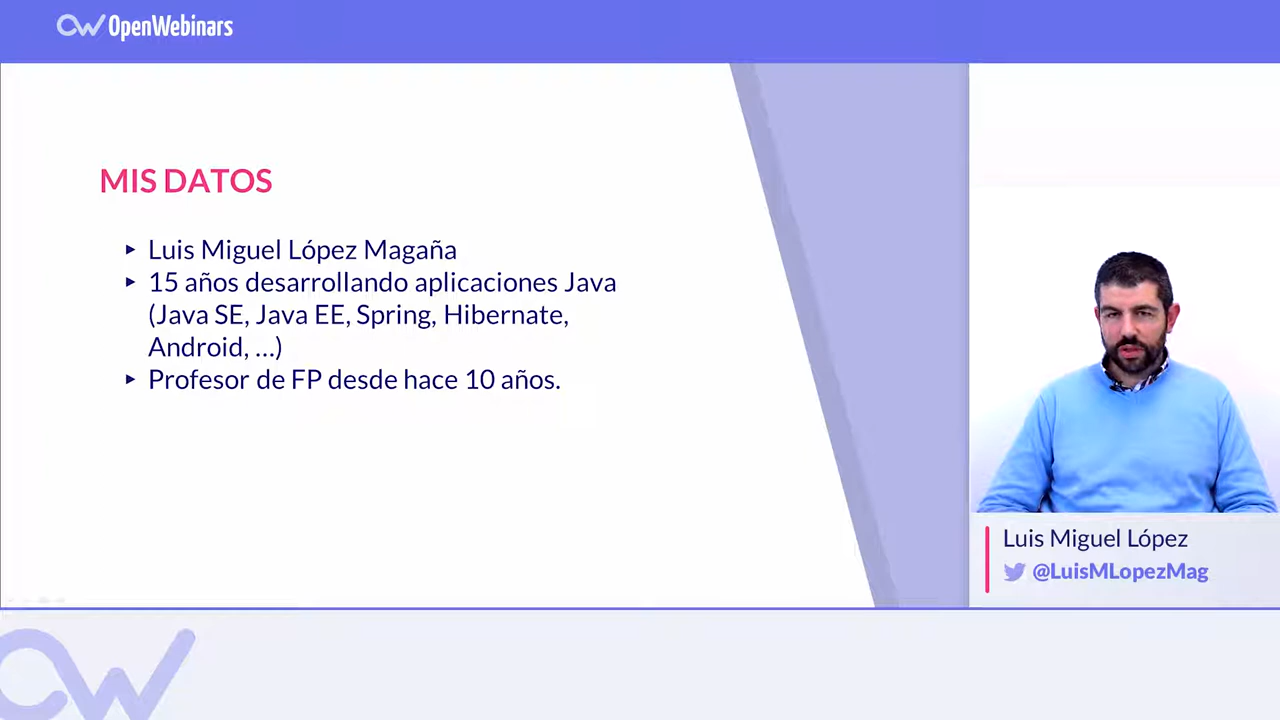 OpenWebinars
MIS DATOS
▸ Luis Miguel López Magaña
▸ 15 años desarrollando aplicaciones Java
(Java SE, Java EE, Spring, Hibernate,
Android, …)
▸ Profesor de FP desde hace 10 años.
Luis Miguel López
@LuisMLopezMag